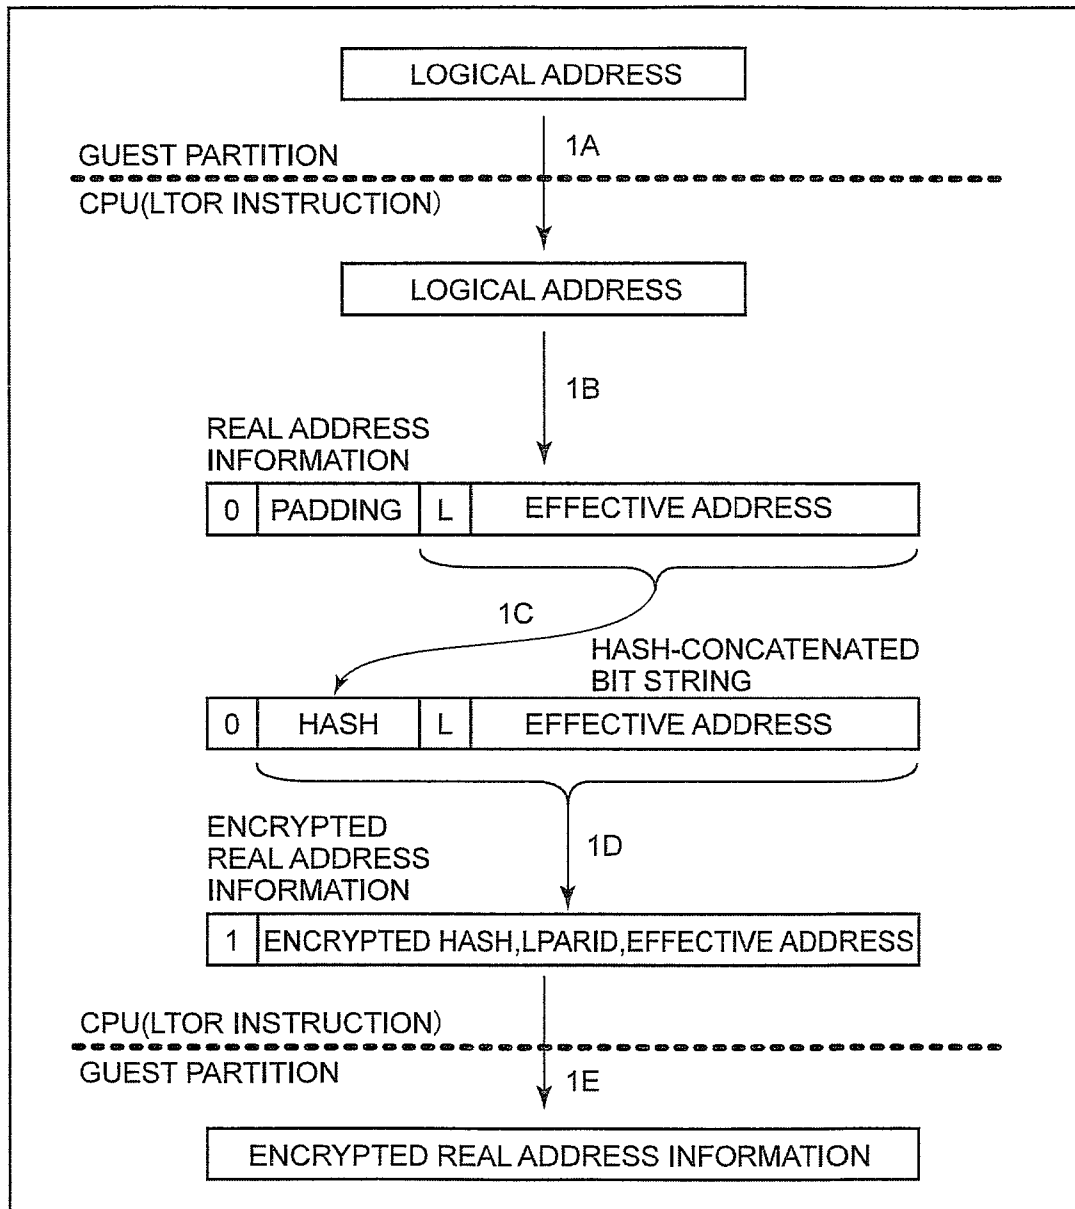 LOGICAL ADDRESS
1A
GUEST PARTITION
CPU(LTOR INSTRUCTION)
LOGICAL ADDRESS
1B
REAL ADDRESS
INFORMATION
0 PADDING L EFFECTIVE ADDRESS
1C
HASH-CONCATENATED
BIT STRING
0 HASH L EFFECTIVE ADDRESS
ENCRYPTED
REAL ADDRESS
INFORMATION
1D
1 ENCRYPTED HASH,LPARID,EFFECTIVE ADDRESS
CPU(LTOR INSTRUCTION)
GUEST PARTITION
1E
ENCRYPTED REAL ADDRESS INFORMATION